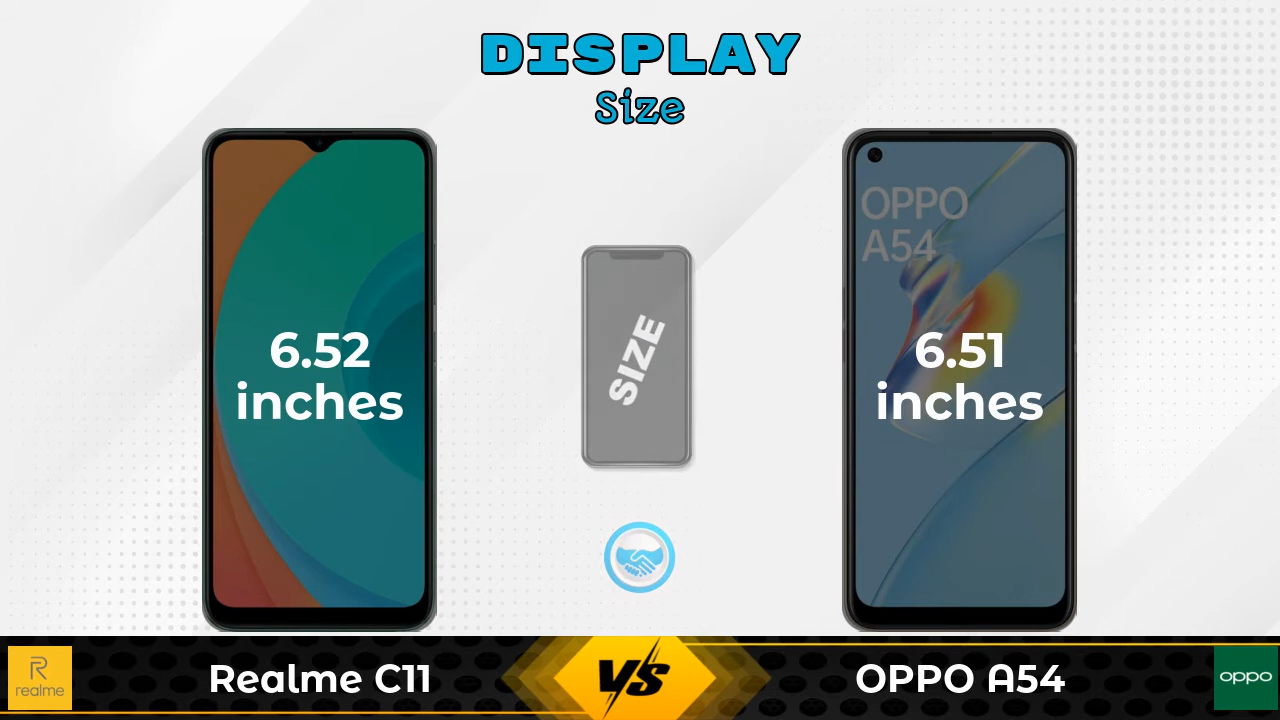 DISPLAY
Size
OPPO
A54
6.52
inches
SIZE
6.51
inches
R
realme
Realme C11
VS
OPPO A54
oppo